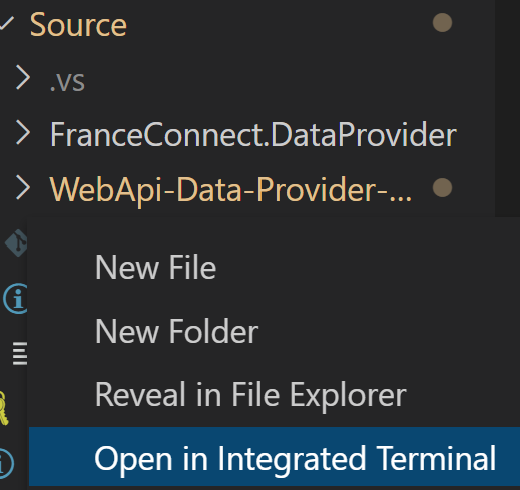 Source
.vs
FranceConnect.DataProvider
WebApi-Data-Provider-...
New File
New Folder
Reveal in File Explorer
Open in Integrated Terminal